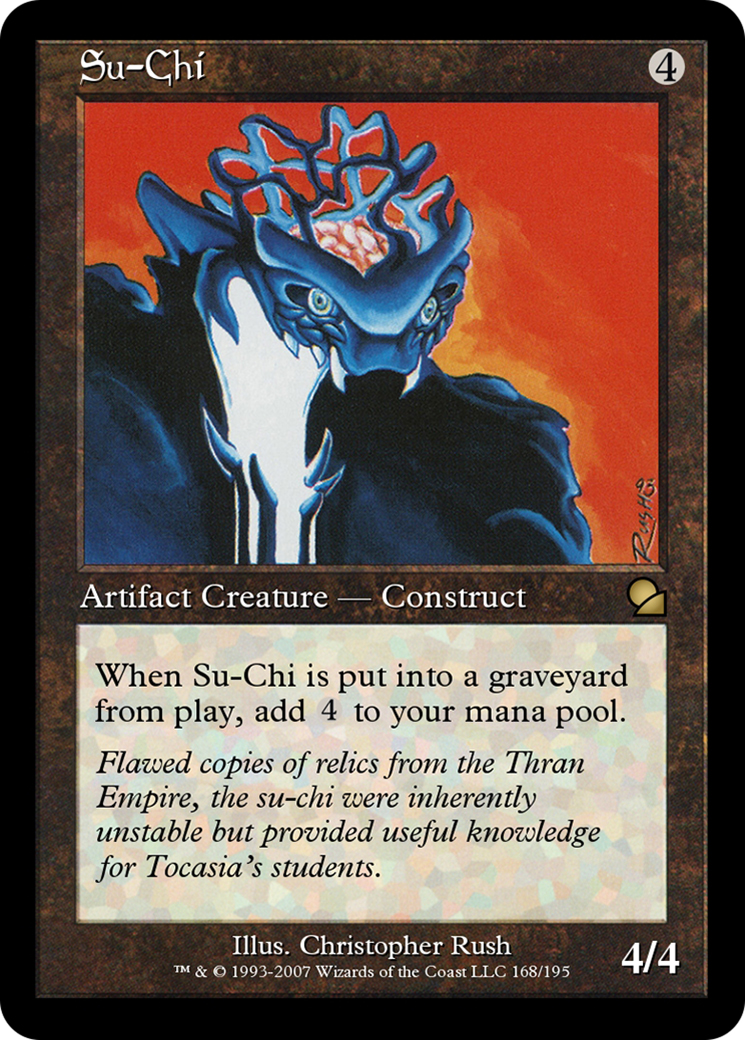 Su-Chi
4
Rush
Artifact Creature — Construct
When Su-Chi is put into a graveyard
from play, add 4 to your mana pool.
Flawed copies of relics from the Thran
Empire, the su-chi were inherently
unstable but provided useful knowledge
for Tocasia's students.
Illus. Christopher Rush
4/4
™ & © 1993-2007 Wizards of the Coast LLC 168/195